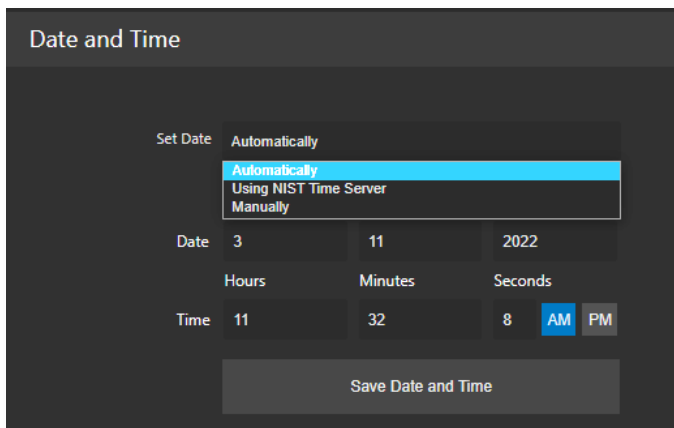 Date and Time
Set Date Automatically
Automatically
Using NIST Time Server
Manually
Date 3 11 2022
Hours Minutes Seconds
Time 11 32 8 AM PM
Save Date and Time